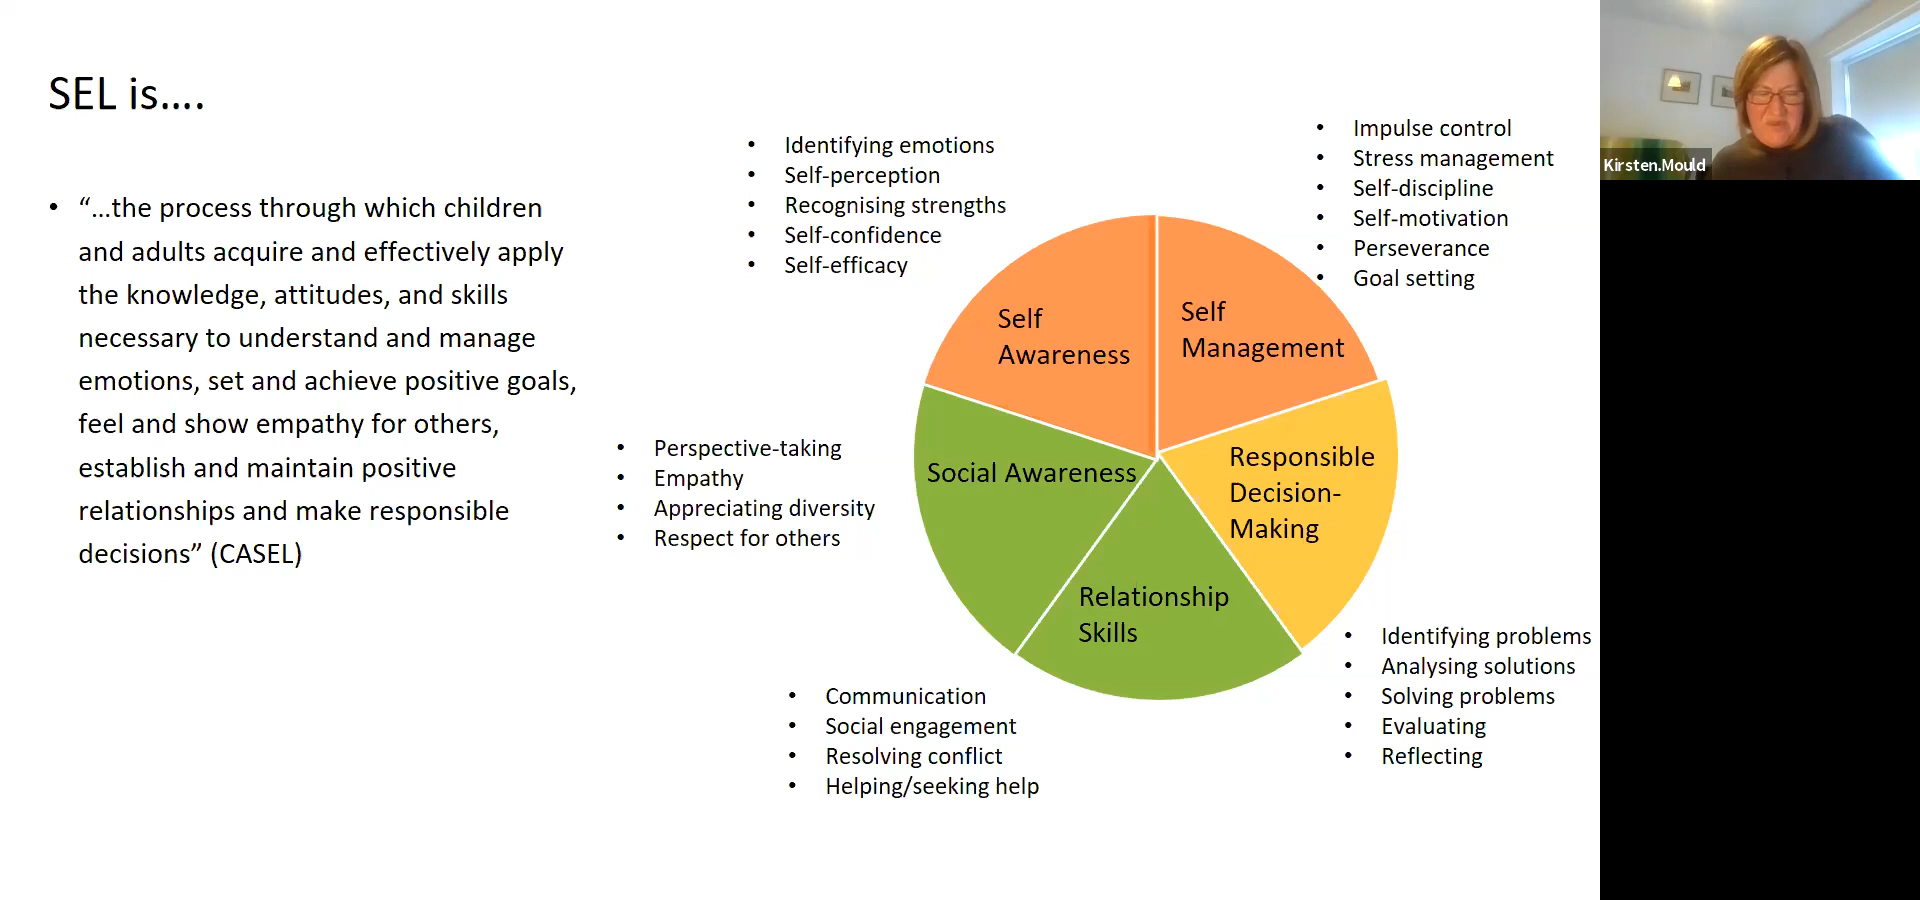 SEL is....
• “...the process through which children
and adults acquire and effectively apply
the knowledge, attitudes, and skills
necessary to understand and manage
emotions, set and achieve positive goals,
feel and show empathy for others,
establish and maintain positive
relationships and make responsible
decisions” (CASEL)
• Identifying emotions
• Self-perception
• Recognising strengths
• Self-confidence
• Self-efficacy
• Impulse control
• Stress management
• Self-discipline
• Self-motivation
• Perseverance
• Goal setting
Self
Awareness
Self
Management
• Perspective-taking
• Empathy
• Appreciating diversity
• Respect for others
Social Awareness
Responsible
Decision-
Making
Relationship
Skills
• Communication
• Social engagement
• Resolving conflict
• Helping/seeking help
• Identifying problems
• Analysing solutions
• Solving problems
• Evaluating
• Reflecting
Kirsten.Mould